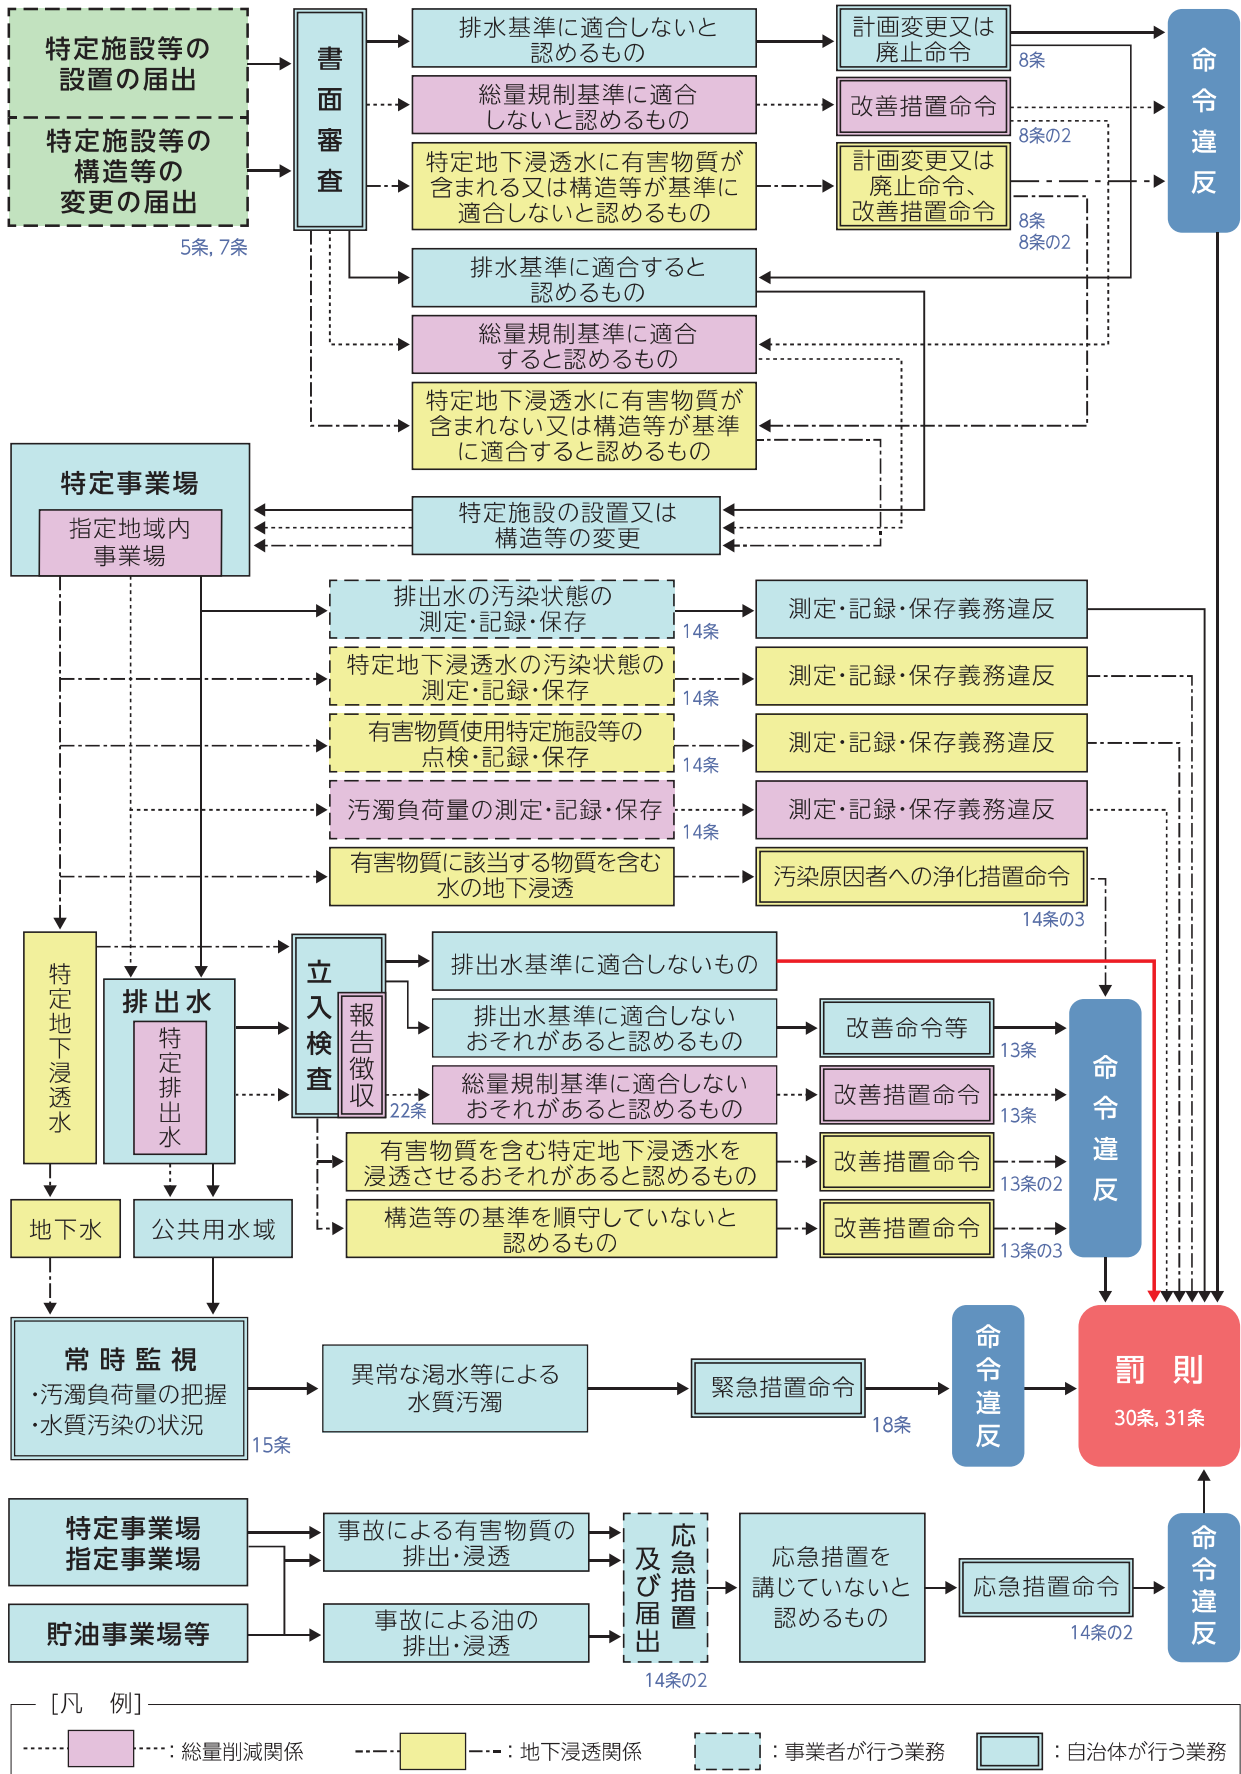 特定施設等の
設置の届出
特定施設等の
構造等の
変更の届出
5条, 7条
書面審査
排水基準に適合しないと
認めるもの
総量規制基準に適合
しないと認めるもの
特定地下浸透水に有害物質が
含まれる又は構造等が基準に
適合しないと認めるもの
計画変更又は
廃止命令
8条
改善措置命令
8条の2
計画変更又は
廃止命令、
改善措置命令
8条
8条の2
命令違反
排水基準に適合すると
認めるもの
総量規制基準に適合
すると認めるもの
特定地下浸透水に有害物質が
含まれない又は構造等が基準
に適合すると認めるもの
特定事業場
指定地域内
事業場
特定施設の設置又は
構造等の変更
排出水の汚染状態の
測定・記録・保存
14条
測定・記録・保存義務違反
特定地下浸透水の汚染状態の
測定・記録・保存
14条
測定・記録・保存義務違反
有害物質使用特定施設等の
点検・記録・保存
14条
測定・記録・保存義務違反
汚濁負荷量の測定・記録・保存
14条
測定・記録・保存義務違反
有害物質に該当する物質を含む
水の地下浸透
汚染原因者への浄化措置命令
14条の3
特定地下浸透水
排出水
特定排出水
立入検査
報告徴収
22条
排出水基準に適合しないもの
排出水基準に適合しない
おそれがあると認めるもの
改善命令等
13条
総量規制基準に適合しない
おそれがあると認めるもの
改善措置命令
13条
有害物質を含む特定地下浸透水を
浸透させるおそれがあると認めるもの
改善措置命令
13条の2
構造等の基準を順守していないと
認めるもの
改善措置命令
13条の3
命令違反
地下水
公共用水域
常時監視
・汚濁負荷量の把握
・水質汚染の状況
15条
異常な渇水等による
水質汚濁
緊急措置命令
18条
命令違反
罰則
30条, 31条
特定事業場
指定事業場
貯油事業場等
事故による有害物質の
排出・浸透
事故による油の
排出・浸透
応急措置
及び届出
14条の2
応急措置を
講じていないと
認めるもの
応急措置命令
14条の2
命令違反
[凡 例]
：総量削減関係
：地下浸透関係
：事業者が行う業務
：自治体が行う業務